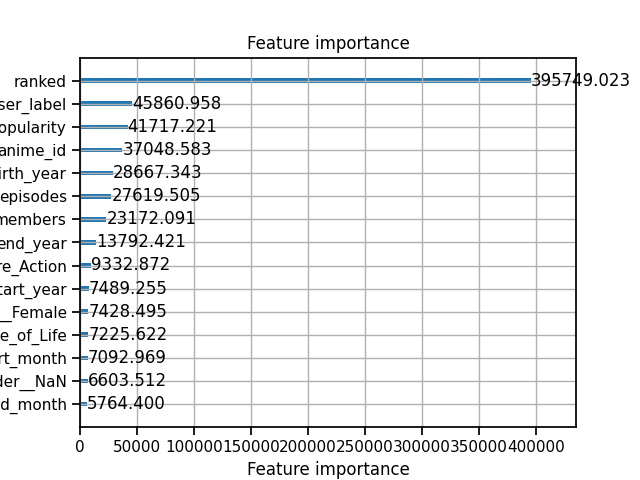 Feature importance
ranked 395749.023
ser_label 45860.958
opularity 41717.221
anime_id 37048.583
irth_year 28667.343
episodes 27619.505
members 23172.091
end_year 13792.421
re_Action 9332.872
tart_year 7489.255
_Female 7428.495
e_of_Life 7225.622
rt_month 7092.969
der__NaN 6603.512
d_month 5764.400
0 50000 100000 150000 200000 250000 300000 350000 400000
Feature importance